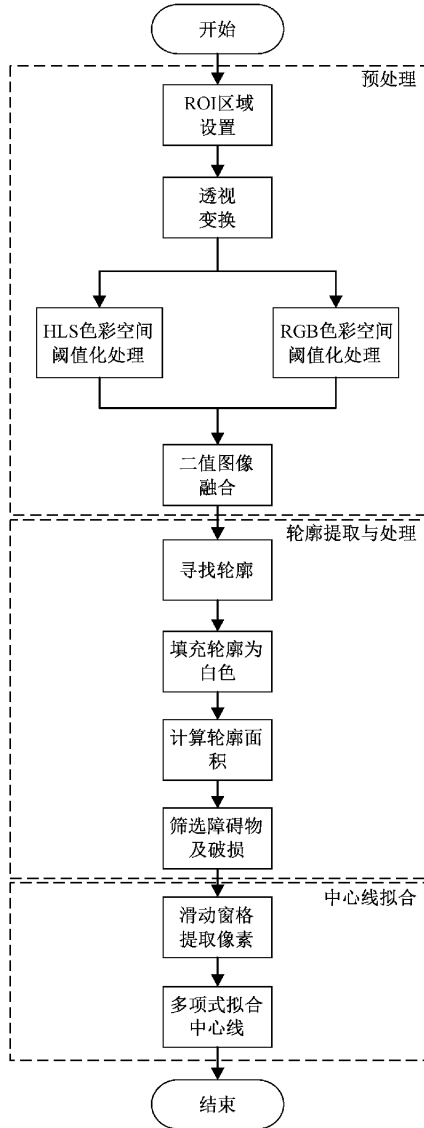 开始
预处理
ROI区域
设置
透视
变换
HLS色彩空间
阈值化处理
RGB色彩空间
阈值化处理
二值图像
融合
轮廓提取与处理
寻找轮廓
填充轮廓为
白色
计算轮廓面
积
筛选障碍物
及破损
中心线拟合
滑动窗格
提取像素
多项式拟合
中心线
结束